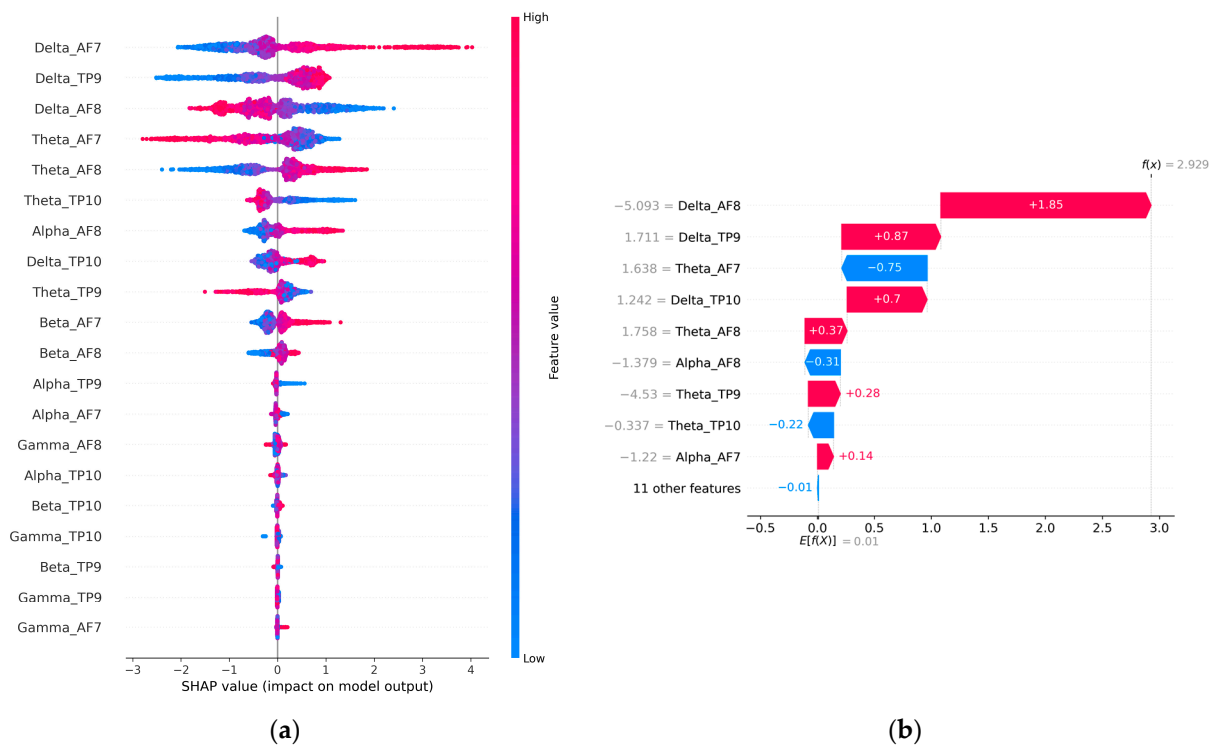 High
Delta_AF7
Delta_TP9
Delta_AF8
Theta_AF7
Theta_AF8
Theta_TP10
Alpha_AF8
Delta_TP10
Theta_TP9
Beta_AF7
Beta_AF8
Alpha_TP9
Alpha_AF7
Gamma_AF8
Alpha_TP10
Beta_TP10
Gamma_TP10
Beta_TP9
Gamma_TP9
Gamma_AF7
Feature value
Low
−3 −2 −1 0 1 2 3 4
SHAP value (impact on model output)
(a)
f(x) = 2.929
−5.093 = Delta_AF8 +1.85
1.711 = Delta_TP9 +0.87
1.638 = Theta_AF7 −0.75
1.242 = Delta_TP10 +0.7
1.758 = Theta_AF8 +0.37
−1.379 = Alpha_AF8 −0.31
−4.53 = Theta_TP9 +0.28
−0.337 = Theta_TP10 −0.22
−1.22 = Alpha_AF7 +0.14
11 other features −0.01
−0.5 0.0 0.5 1.0 1.5 2.0 2.5 3.0
E[f(X)] = 0.01
(b)